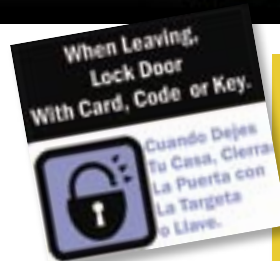 When Leaving,
Lock Door
With Card, Code or Key.
Cuando Dejes
Tu Casa, Cierra
La Puerta con
La Targeta
o Llave.